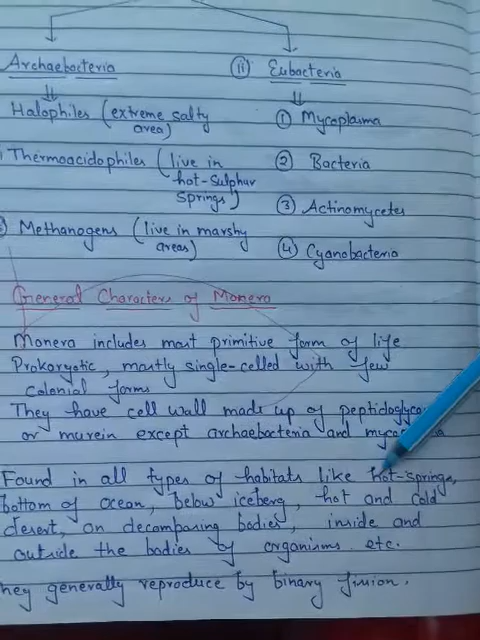 Archaebacteria
(ii) Eubacteria
Halophiles (extreme salty
area)
① Mycoplasma
Thermoacidophiles (live in
hot-sulphur
springs)
② Bacteria
③ Actinomycetes
Methanogens (live in marshy
areas)
④ Cyanobacteria
General Characters of Monera
Monera includes most primitive form of life
Prokaryotic, mostly single-celled with few
colonial forms
They have cell wall made up of
or murein except archaebacteria and
Found in all types of habitats like hot-springs,
bottom of ocean, below iceberg, hot and cold
desert, on decomposing bodies, inside and
outside the bodies of organisms etc.
hey generally reproduce by binary fission.